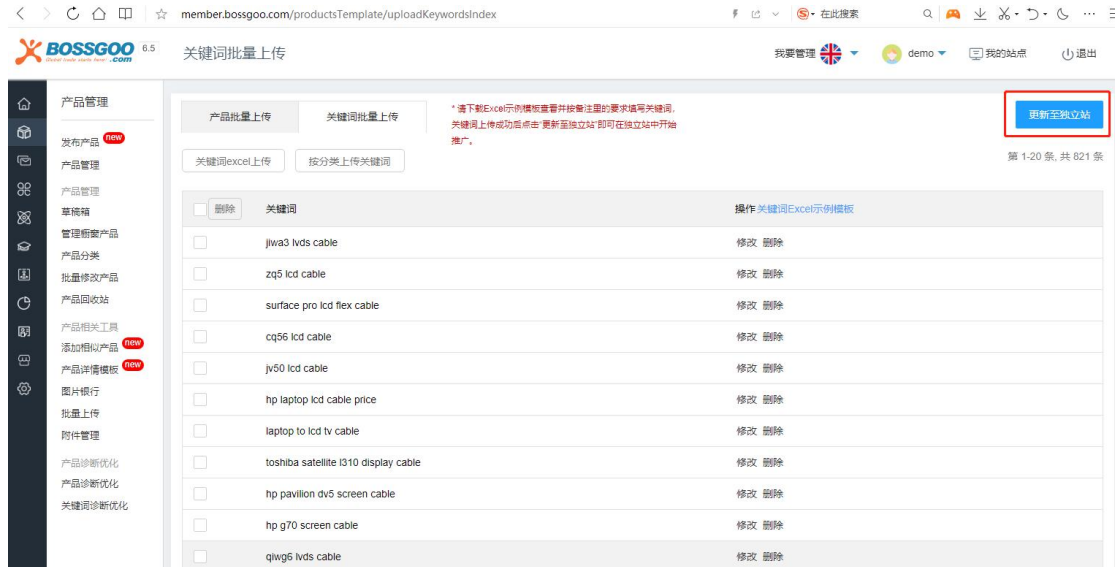 member.bossgoo.com/productsTemplate/uploadKeywordsIndex
在此搜索
BOSSGOO 6.5
Global trade starts here! .com
关键词批量上传
我要管理
demo
我的站点
退出
产品管理
发布产品 new
产品管理
产品管理
草稿箱
管理橱窗产品
产品分类
批量修改产品
产品回收站
产品相关工具
添加相似产品 new
产品详情模板 new
图片银行
批量上传
附件管理
产品诊断优化
产品诊断优化
关键词诊断优化
产品批量上传
关键词批量上传
* 请下载Excel示例模板查看并按备注里的要求填写关键词,
关键词上传成功后点击“更新至独立站”即可在独立站中开始
推广。
更新至独立站
关键词excel上传
按分类上传关键词
第 1-20 条, 共 821 条
删除 关键词 操作 关键词Excel示例模板
jiwa3 lvds cable 修改 删除
zq5 lcd cable 修改 删除
surface pro lcd flex cable 修改 删除
cq56 lcd cable 修改 删除
jv50 lcd cable 修改 删除
hp laptop lcd cable price 修改 删除
laptop to lcd tv cable 修改 删除
toshiba satellite l310 display cable 修改 删除
hp pavilion dv5 screen cable 修改 删除
hp g70 screen cable 修改 删除
qiwg6 lvds cable 修改 删除